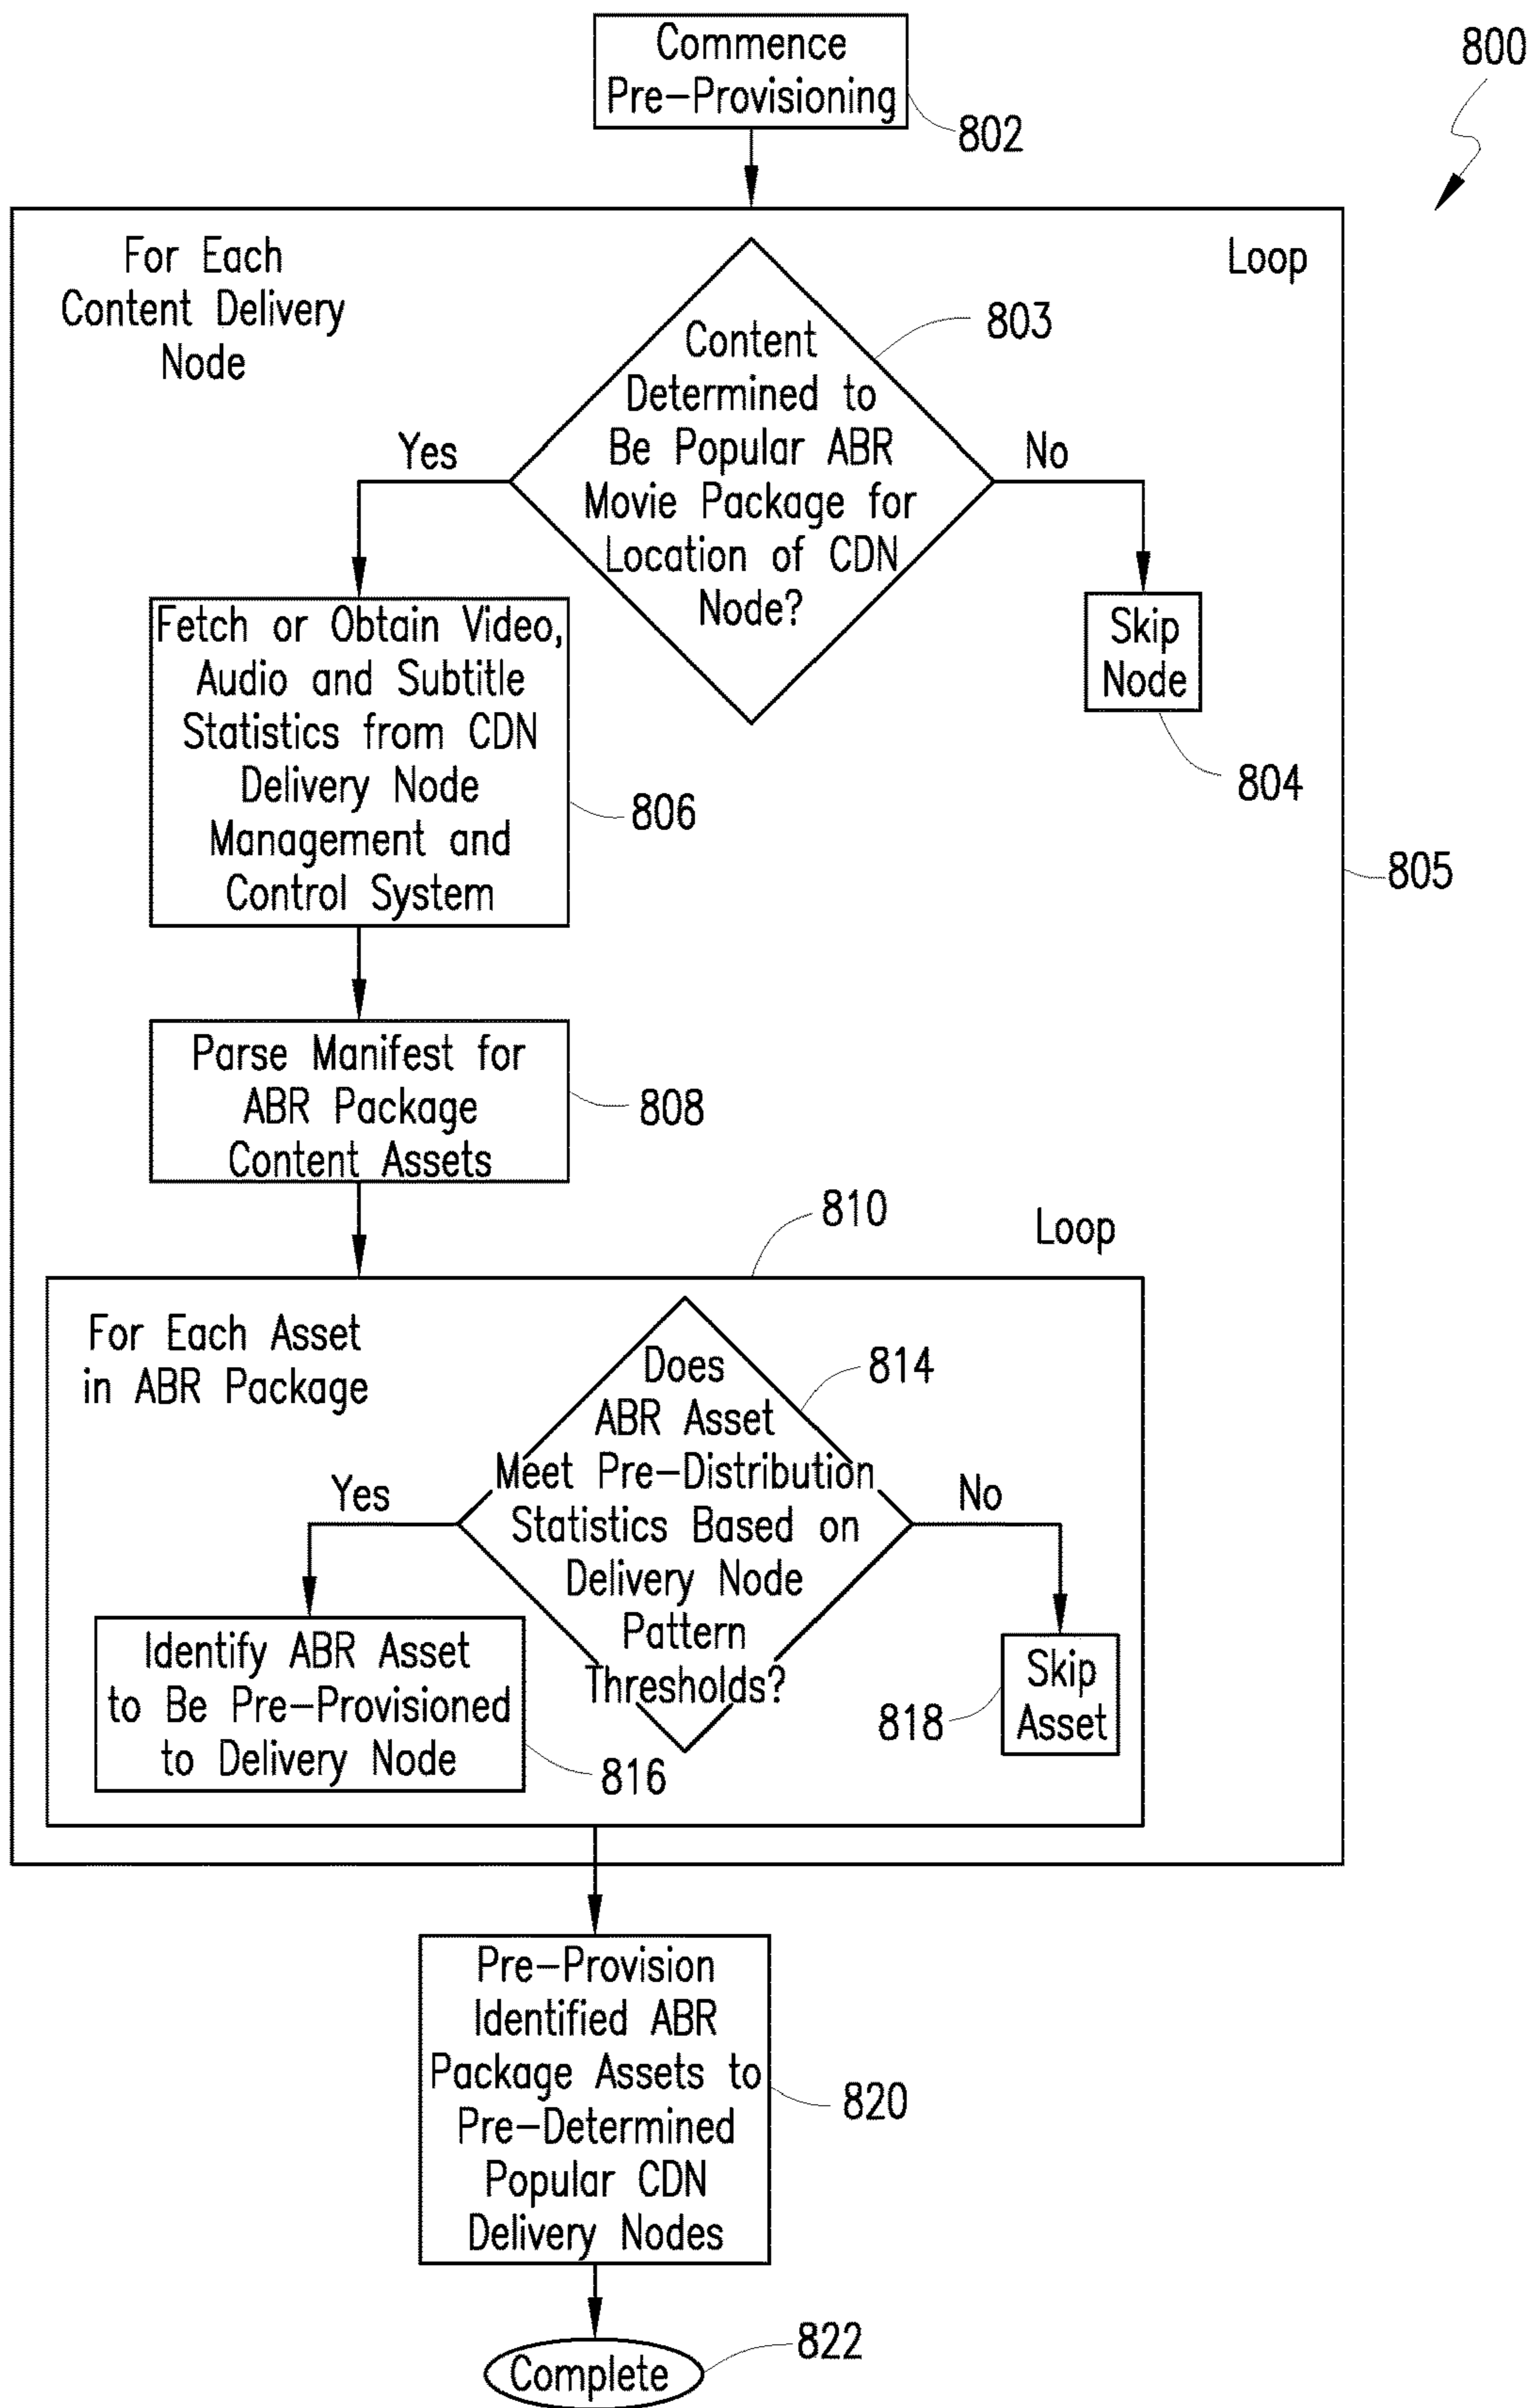 Commence
Pre-Provisioning
802
800
For Each
Content Delivery
Node
Loop
Content
Determined to
Be Popular ABR
Movie Package for
Location of CDN
Node?
803
Yes
No
Skip
Node
804
805
Fetch or Obtain Video,
Audio and Subtitle
Statistics from CDN
Delivery Node
Management and
Control System
806
Parse Manifest for
ABR Package
Content Assets
808
810
Loop
For Each Asset
in ABR Package
Does
ABR Asset
Meet Pre-Distribution
Statistics Based on
Delivery Node
Pattern
Thresholds?
814
Yes
No
Identify ABR Asset
to Be Pre-Provisioned
to Delivery Node
816
Skip
Asset
818
Pre-Provision
Identified ABR
Package Assets to
Pre-Determined
Popular CDN
Delivery Nodes
820
Complete
822